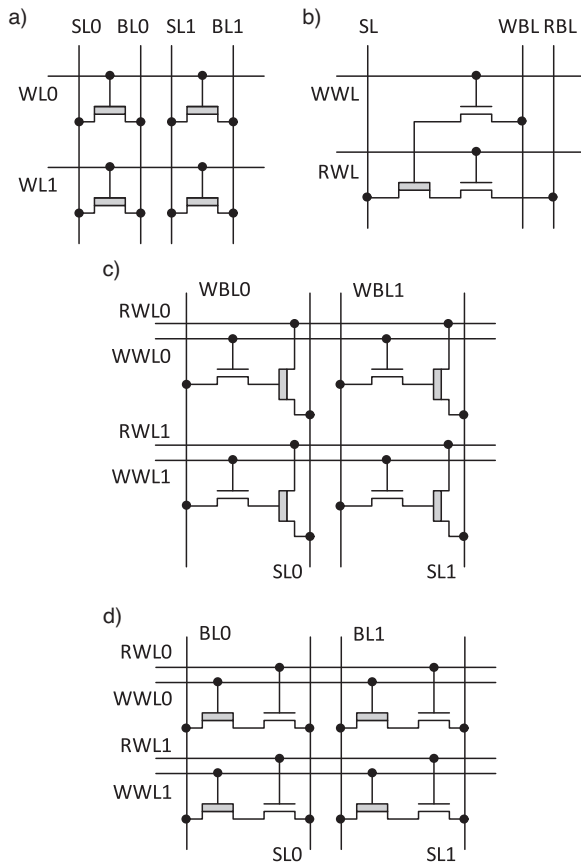 a)
SL0 BL0 SL1 BL1
WL0
WL1
b)
SL WBL RBL
WWL
RWL
c)
WBL0 WBL1
RWL0
WWL0
RWL1
WWL1
SL0 SL1
d)
BL0 BL1
RWL0
WWL0
RWL1
WWL1
SL0 SL1